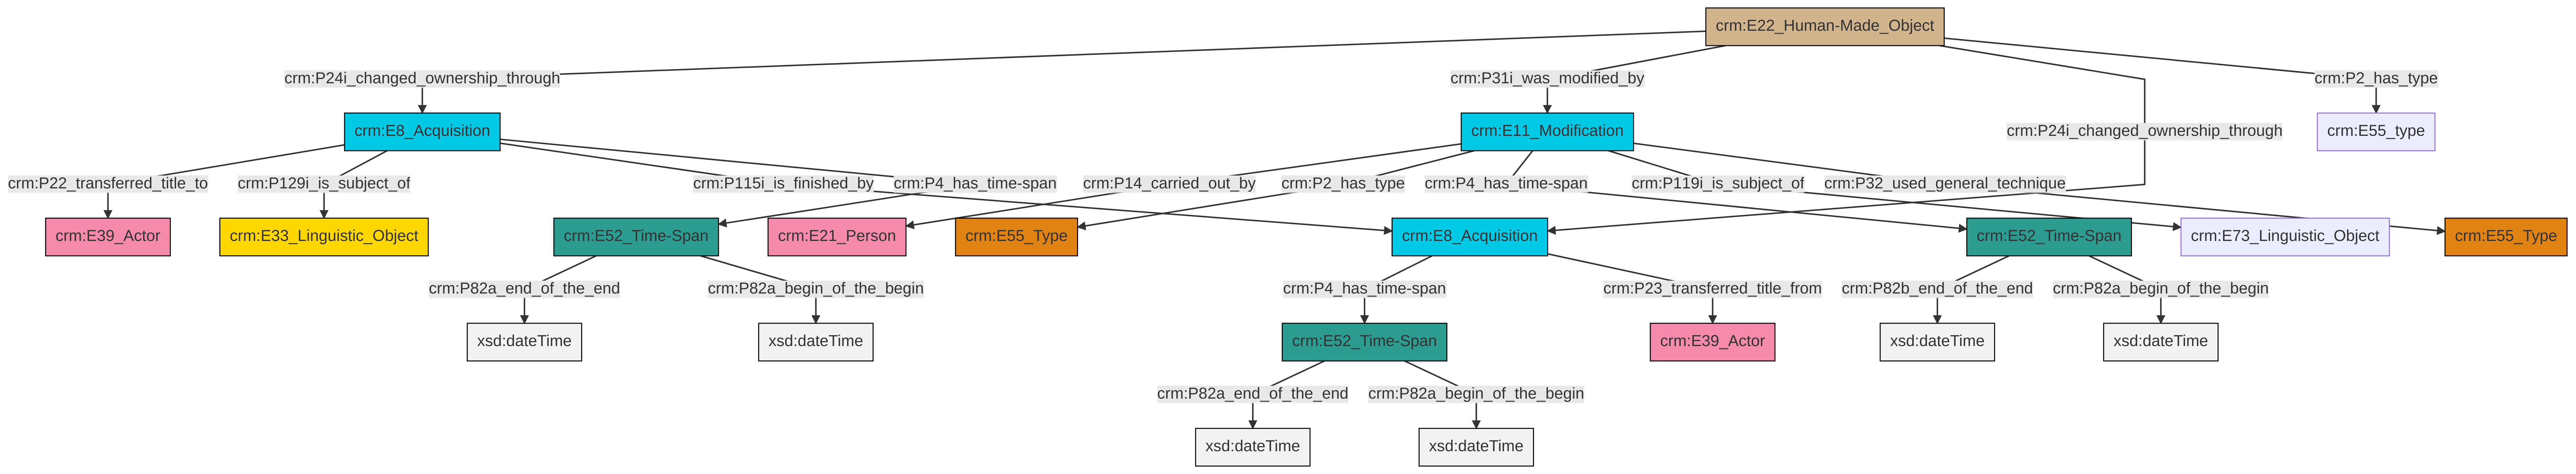 crm:E22_Human-Made_Object
crm:P24i_changed_ownership_through
crm:P31i_was_modified_by
crm:P2_has_type
crm:E8_Acquisition
crm:E11_Modification
crm:P24i_changed_ownership_through
crm:E55_type
crm:P22_transferred_title_to
crm:P129i_is_subject_of
crm:P115i_is_finished_by
crm:P4_has_time-span
crm:P14_carried_out_by
crm:P2_has_type
crm:P4_has_time-span
crm:P119i_is_subject_of
crm:P32_used_general_technique
crm:E39_Actor
crm:E33_Linguistic_Object
crm:E52_Time-Span
crm:E21_Person
crm:E55_Type
crm:E8_Acquisition
crm:E52_Time-Span
crm:E73_Linguistic_Object
crm:E55_Type
crm:P82a_end_of_the_end
crm:P82a_begin_of_the_begin
crm:P4_has_time-span
crm:P23_transferred_title_from
crm:P82b_end_of_the_end
crm:P82a_begin_of_the_begin
xsd:dateTime
xsd:dateTime
crm:E52_Time-Span
crm:E39_Actor
xsd:dateTime
xsd:dateTime
crm:P82a_end_of_the_end
crm:P82a_begin_of_the_begin
xsd:dateTime
xsd:dateTime